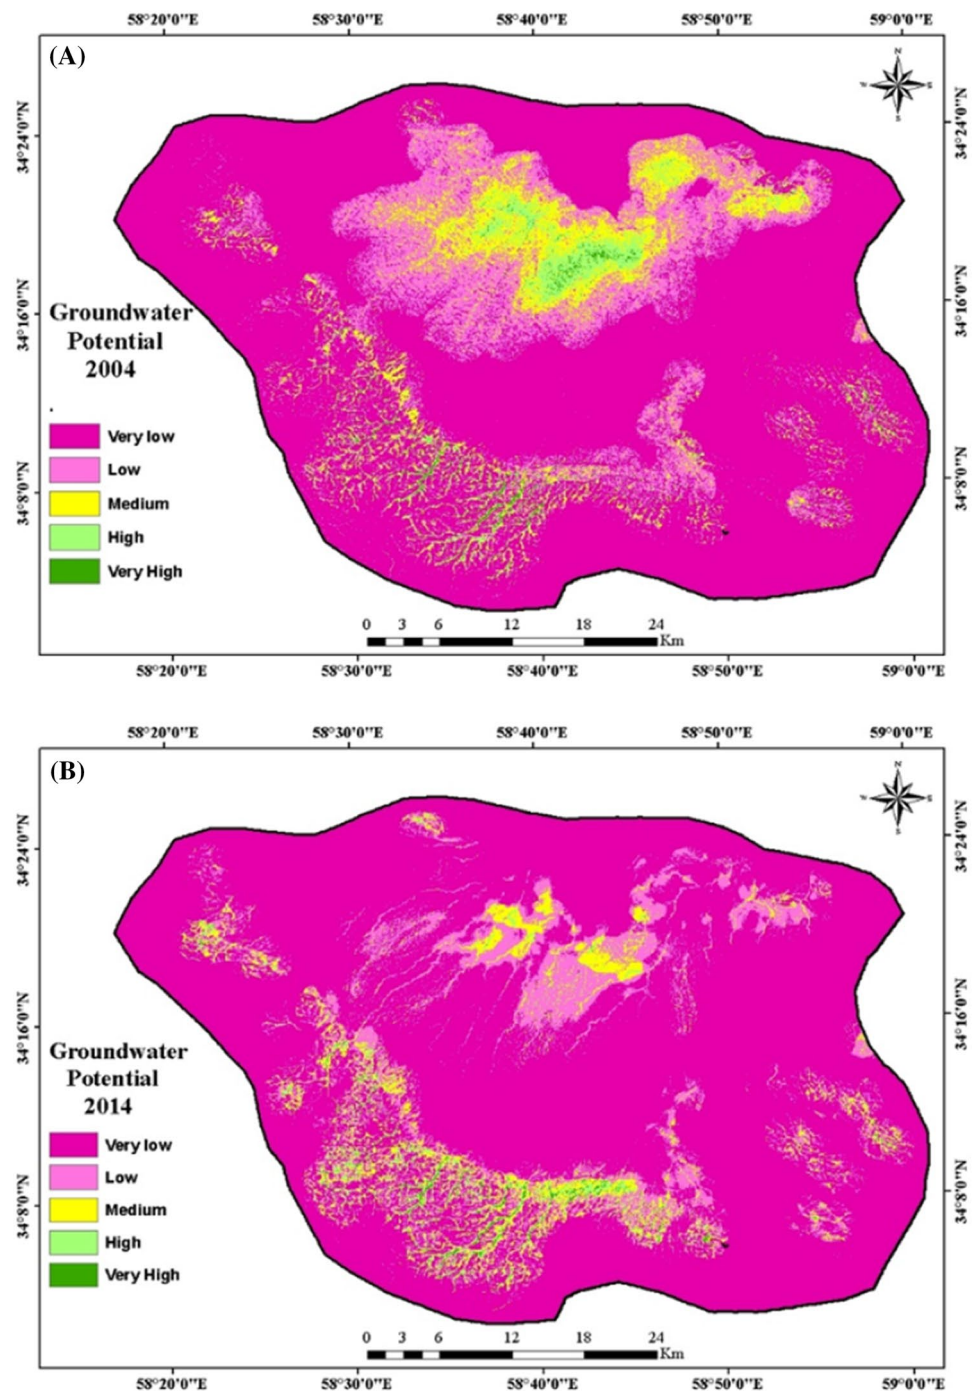 58°20'0"E 58°30'0"E 58°40'0"E 58°50'0"E 59°0'0"E
(A)
N
W S
S
34°24'0"N 34°24'0"N
34°16'0"N 34°16'0"N
34°8'0"N 34°8'0"N
Groundwater
Potential
2004
Very low
Low
Medium
High
Very High
0 3 6 12 18 24
Km
58°20'0"E 58°30'0"E 58°40'0"E 58°50'0"E 59°0'0"E
58°20'0"E 58°30'0"E 58°40'0"E 58°50'0"E 59°0'0"E
(B)
N
W S
S
34°24'0"N 34°24'0"N
34°16'0"N 34°16'0"N
34°8'0"N 34°8'0"N
Groundwater
Potential
2014
Very low
Low
Medium
High
Very High
0 3 6 12 18 24
Km
58°20'0"E 58°30'0"E 58°40'0"E 58°50'0"E 59°0'0"E